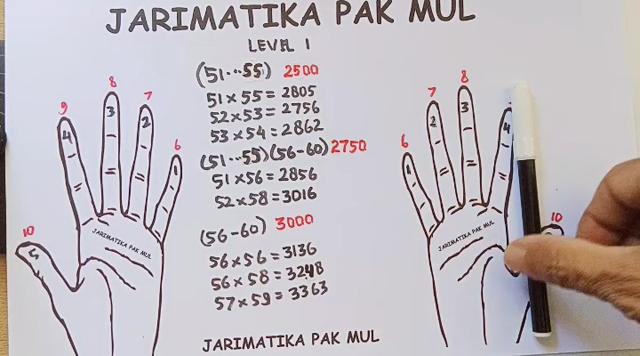 JARIMATIKA PAK MUL
LEVEL 1
(51...55) 2500
51 x 55 = 2805
52 x 53 = 2756
53 x 54 = 2862
(51...55) (56-60) 2750
51 x 56 = 2856
52 x 58 = 3016
(56-60) 3000
56 x 56 = 3136
56 x 58 = 3248
57 x 59 = 3363
JARIMATIKA PAK MUL
9 8 7 6
4 3 2 1
10
5
JARIMATIKA PAK MUL
6 7 8
1 2 3 4
10
JARIMATIKA PAK MUL